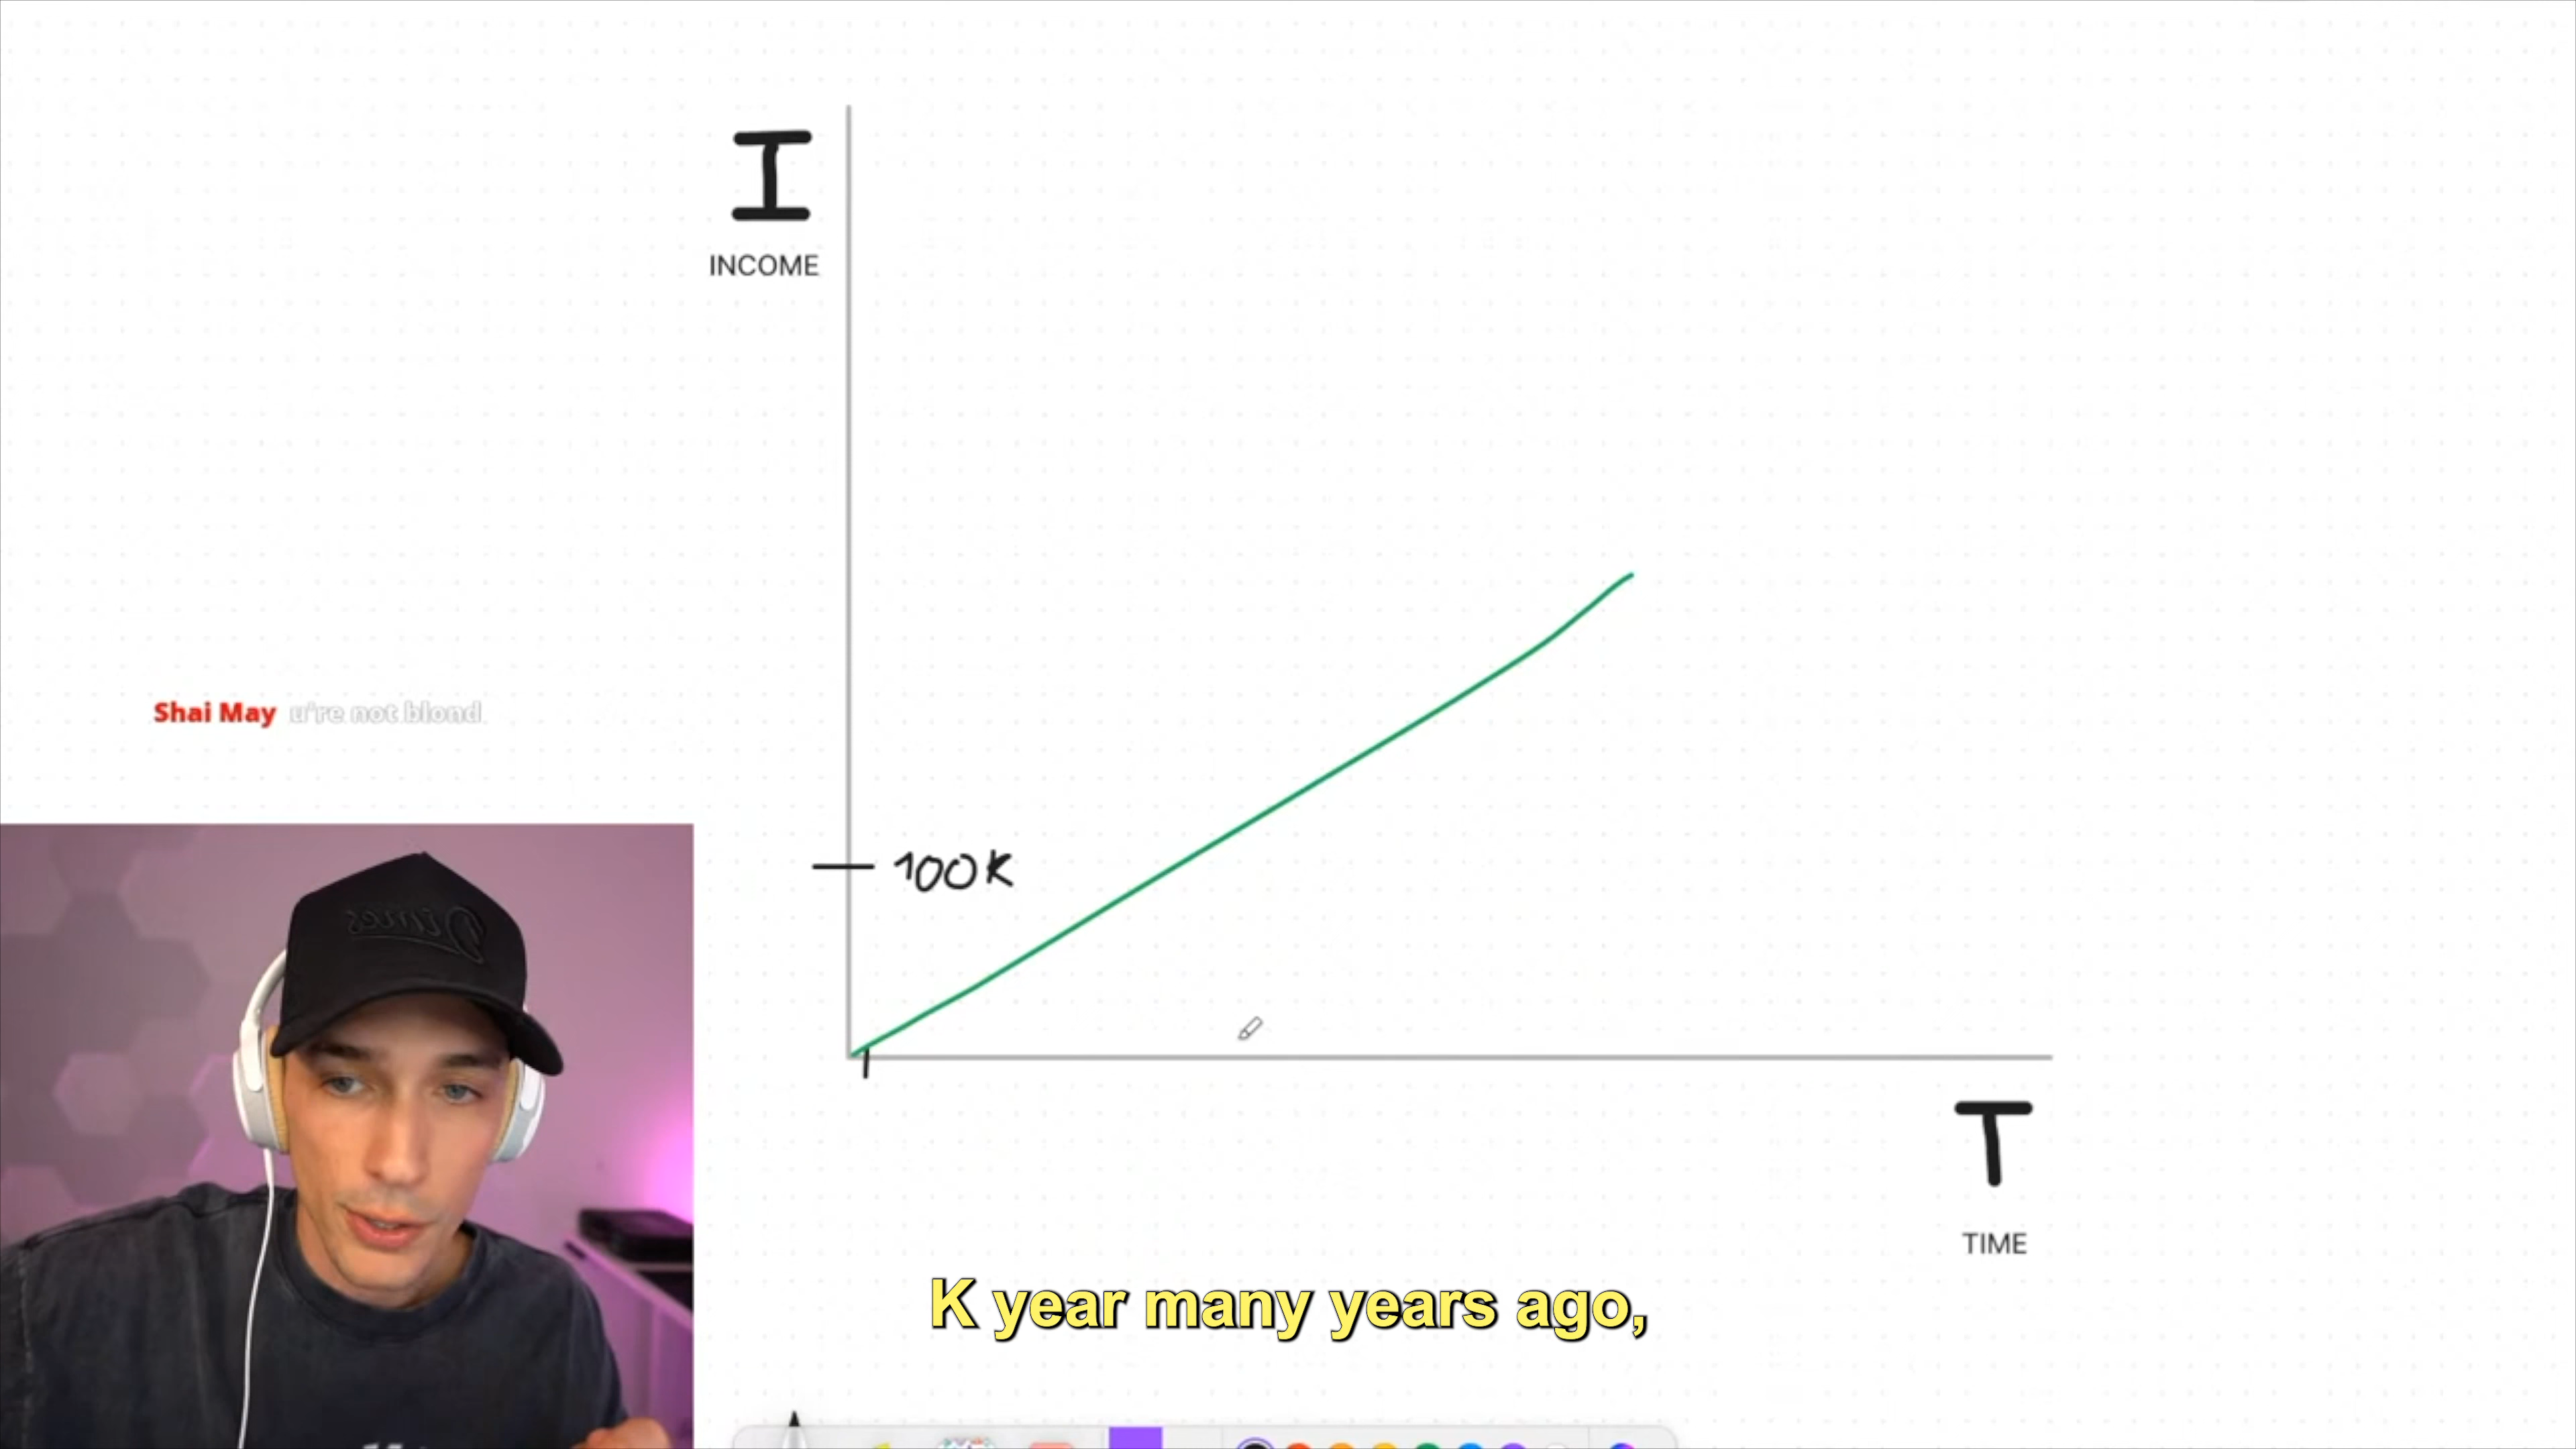 I
INCOME
Shai May u're not blond
100K
T
TIME
K year many years ago,